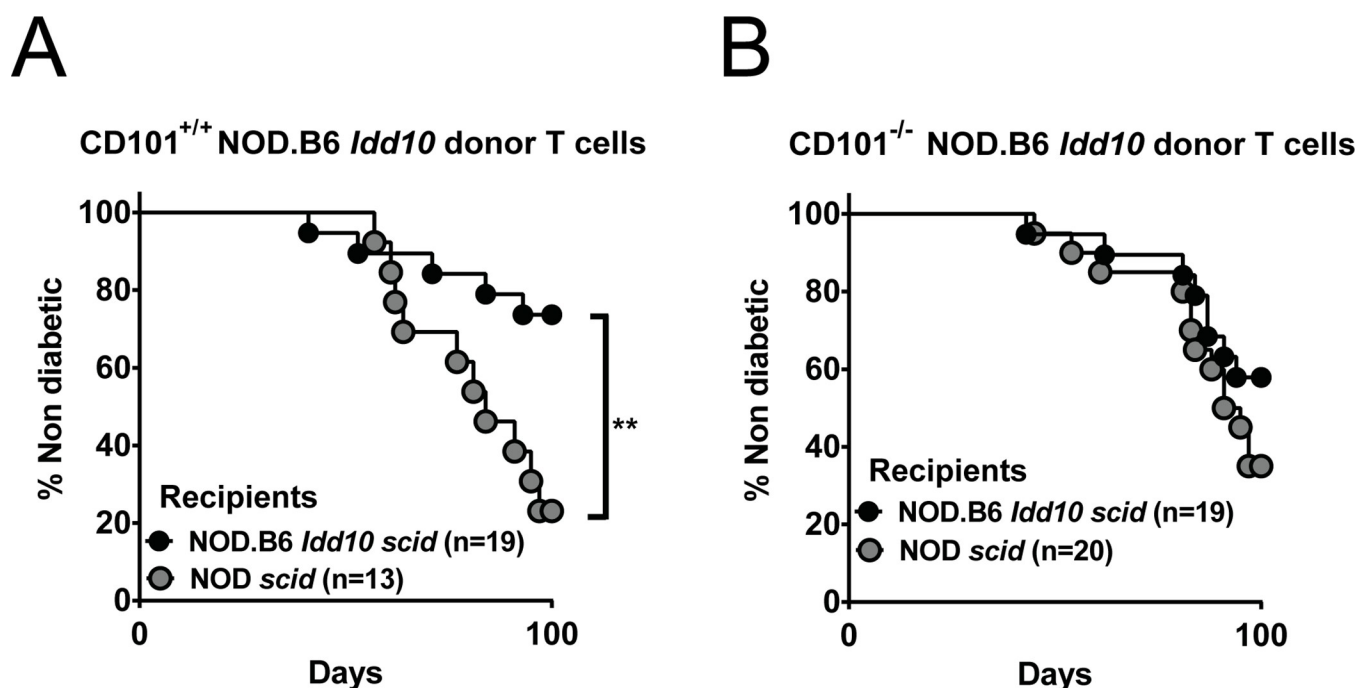 A
CD101+/+ NOD.B6 Idd10 donor T cells
100
80
60
40
20
0
% Non diabetic
Recipients
NOD.B6 Idd10 scid (n=19)
NOD scid (n=13)
**
0
100
Days
B
CD101-/- NOD.B6 Idd10 donor T cells
100
80
60
40
20
0
% Non diabetic
Recipients
NOD.B6 Idd10 scid (n=19)
NOD scid (n=20)
0
100
Days